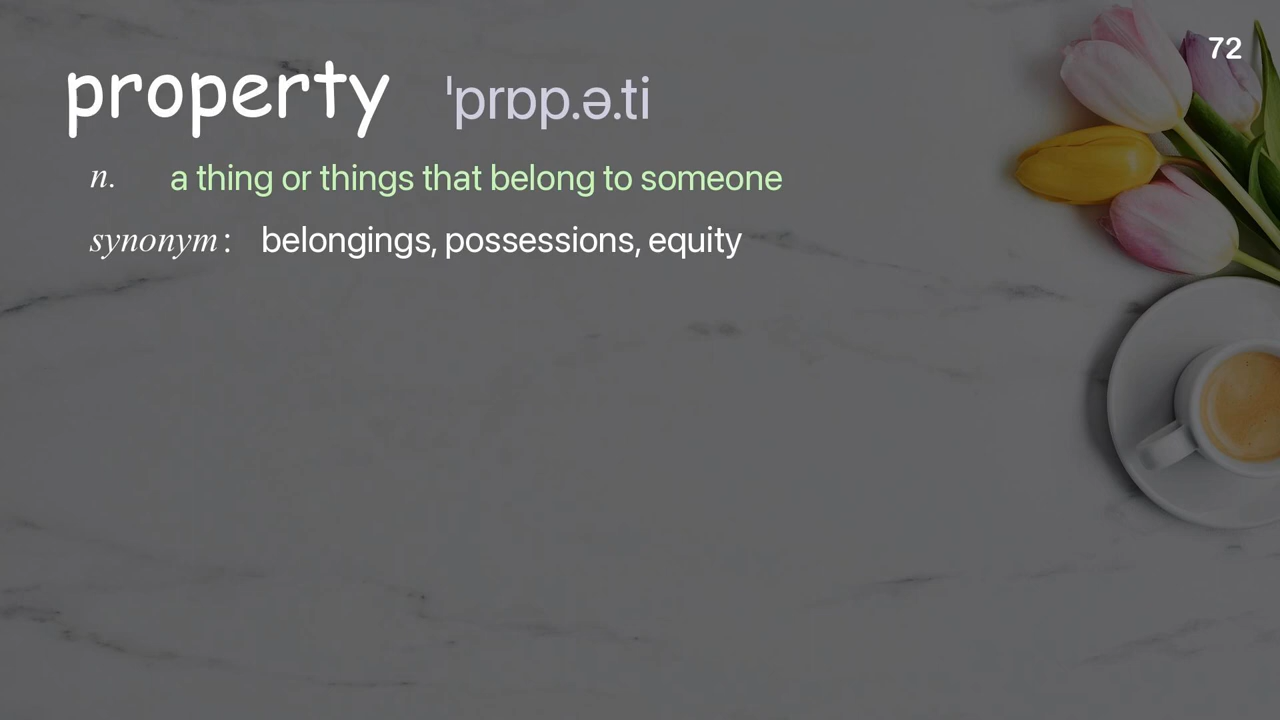 72
property ˈprɒp.ə.ti
n. a thing or things that belong to someone
synonym: belongings, possessions, equity